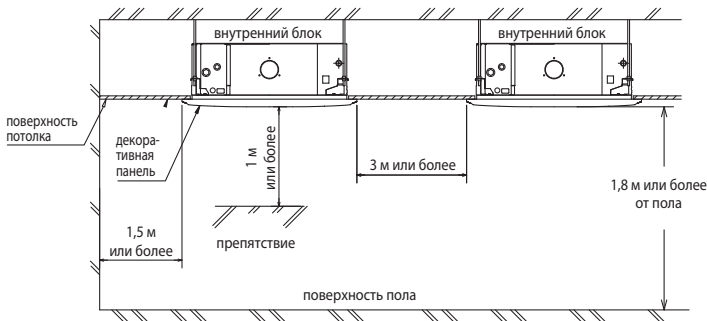 внутренний блок
внутренний блок
поверхность
потолка
декора-
тивная
панель
1 м
или более
3 м или более
1,8 м или более
от пола
1,5 м
или более
препятствие
поверхность пола